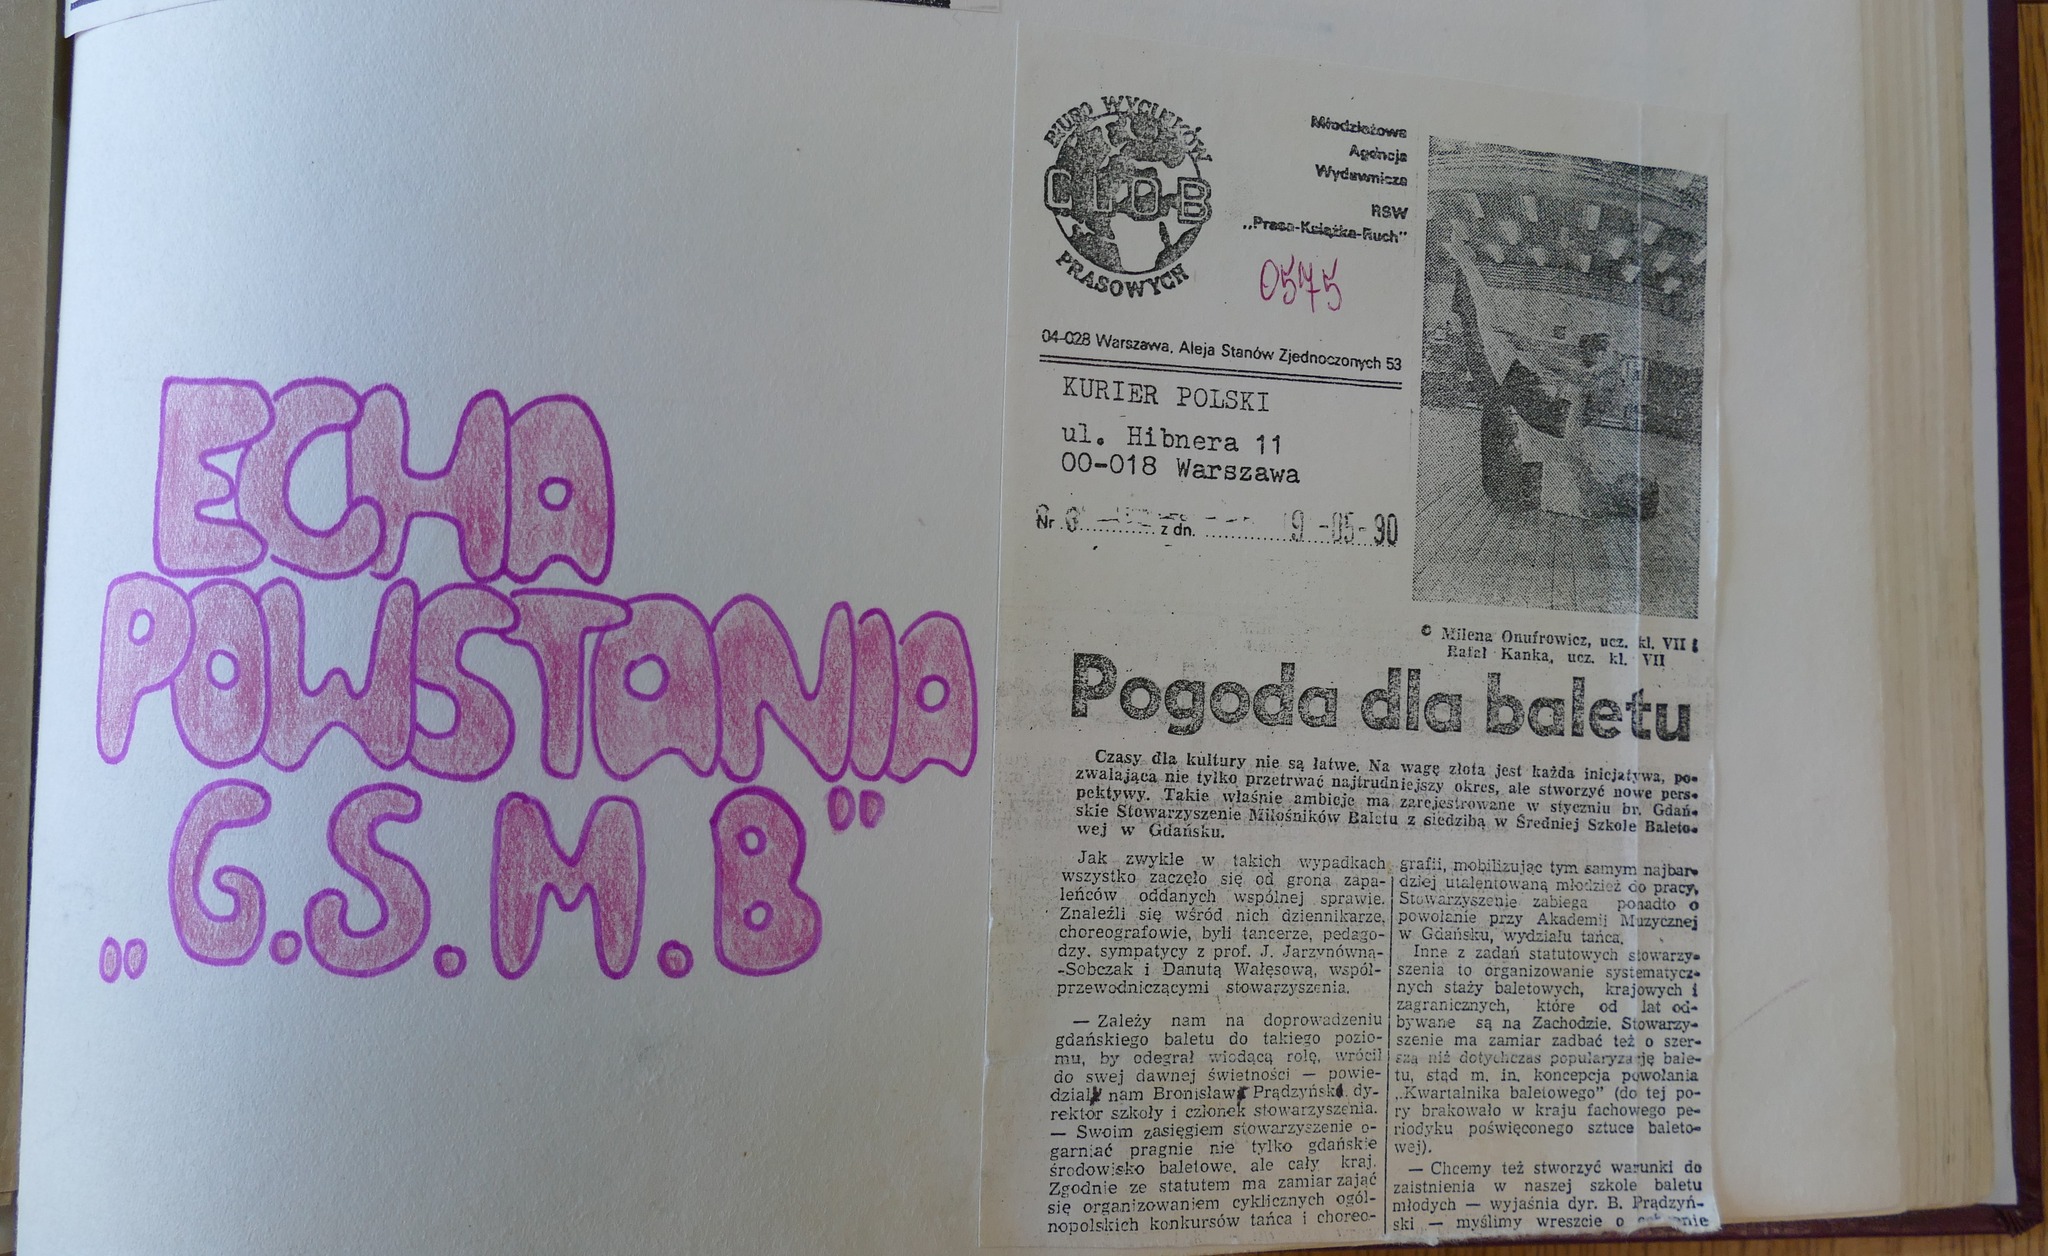 ECHA
POWSTANIA
„G.S.M.B"
BIURO WYCINKÓW
GLOB
PRASOWYCH
Młodzieżowa
Agencja
Wydawnicza
RSW
„Prasa-Książka-Ruch"
0575
04-028 Warszawa, Aleja Stanów Zjednoczonych 53
KURIER POLSKI
ul. Hibnera 11
00-018 Warszawa
Nr z dn. 9 -05- 90
Milena Onufrowicz, ucz. kl. VII i
Rafał Kanka, ucz. kl. VII
Pogoda dla baletu
Czasy dla kultury nie są łatwe. Na wagę złota jest każda inicjatywa, po-
zwalająca nie tylko przetrwać najtrudniejszy okres, ale stworzyć nowe pers-
pektywy. Takie właśnie ambicje ma zarejestrowane w styczniu br. Gdań-
skie Stowarzyszenie Miłośników Baletu z siedzibą w Średniej Szkole Baleto-
wej w Gdańsku.
Jak zwykle w takich wypadkach
wszystko zaczęło się od grona zapa-
leńców oddanych wspólnej sprawie.
Znaleźli się wśród nich dziennikarze,
choreografowie, byli tancerze, pedago-
dzy, sympatycy z prof. J. Jarzynówną-
-Sobczak i Danutą Wałęsową, współ-
przewodniczącymi stowarzyszenia.
— Zależy nam na doprowadzeniu
gdańskiego baletu do takiego pozio-
mu, by odegrał wiodącą rolę, wrócił
do swej dawnej świetności — powie-
dział nam Bronisław Prądzyński, dy-
rektor szkoły i członek stowarzyszenia.
— Swoim zasięgiem stowarzyszenie o-
garniać pragnie nie tylko gdańskie
środowisko baletowe, ale cały kraj.
Zgodnie ze statutem ma zamiar zająć
się organizowaniem cyklicznych ogól-
nopolskich konkursów tańca i choreo-
grafii, mobilizując tym samym najbar-
dziej utalentowaną młodzież do pracy.
Stowarzyszenie zabiega ponadto o
powołanie przy Akademii Muzycznej
w Gdańsku, wydziału tańca.
Inne z zadań statutowych stowarzy-
szenia to organizowanie systematycz-
nych staży baletowych, krajowych i
zagranicznych, które od lat od-
bywane są na Zachodzie. Stowarzy-
szenie ma zamiar zadbać też o szer-
szą niż dotychczas popularyzację bale-
tu, stąd m. in. koncepcja powołania
„Kwartalnika baletowego" (do tej po-
ry brakowało w kraju fachowego pe-
riodyku poświęconego sztuce baleto-
wej).
— Chcemy też stworzyć warunki do
zaistnienia w naszej szkole baletu
młodych — wyjaśnia dyr. B. Prądzyń-
ski — myślimy wreszcie o